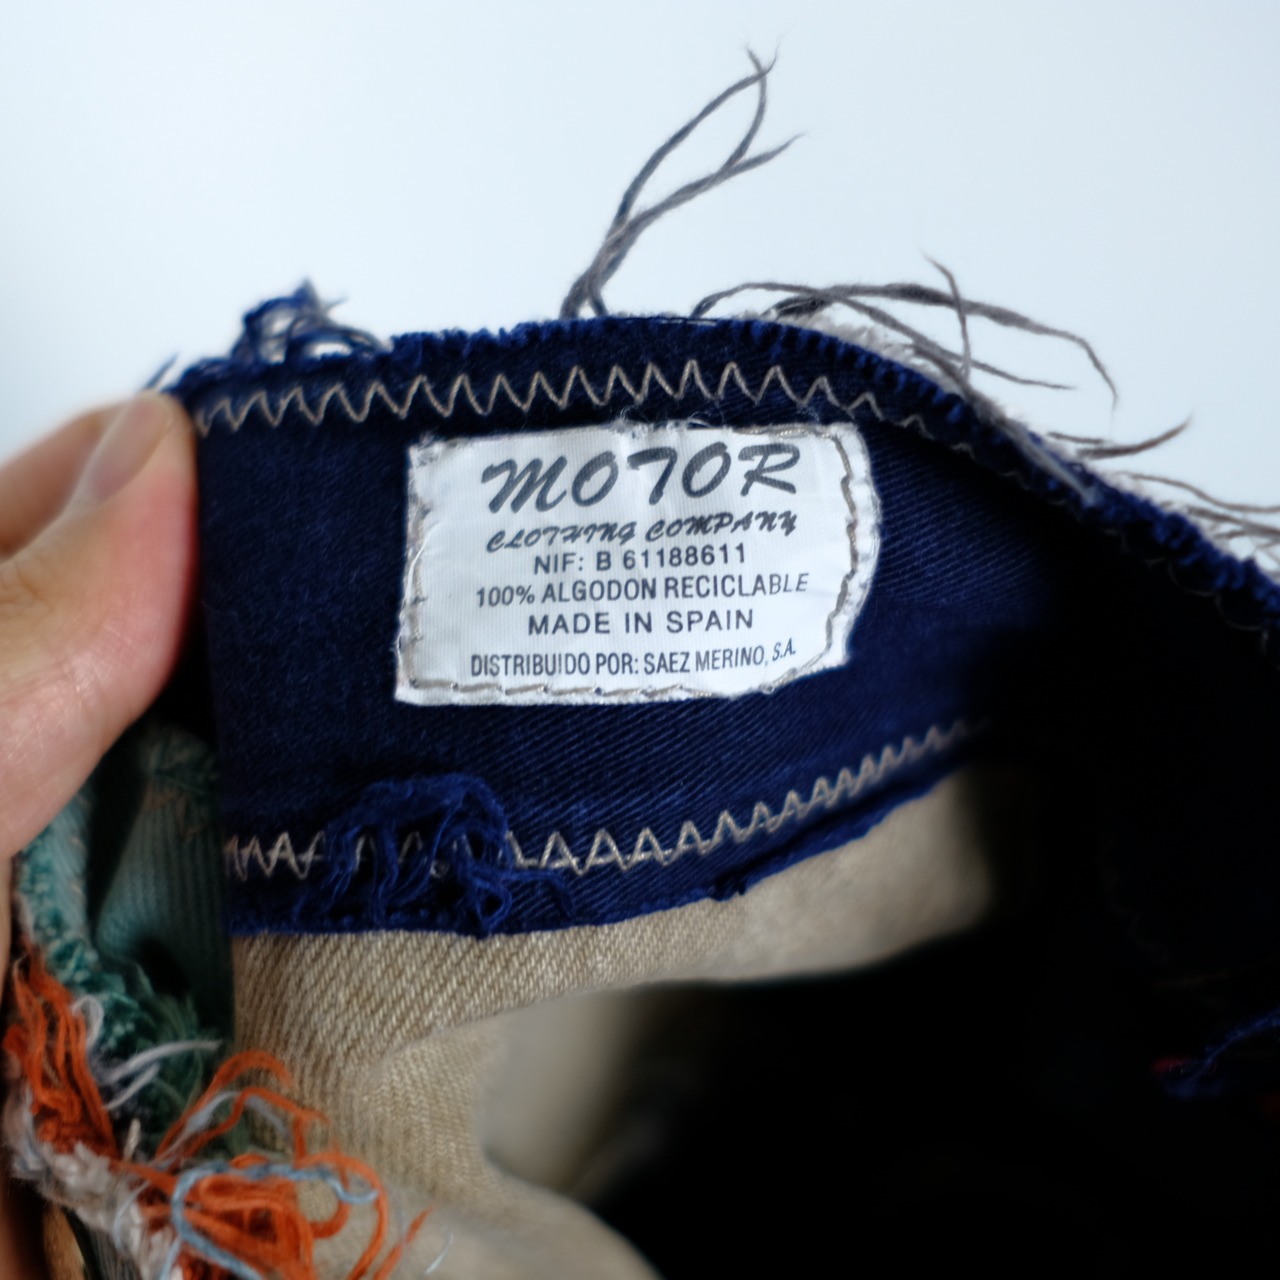 MOTOR
CLOTHING COMPANY
NIF: B 61188611
100% ALGODON RECICLABLE
MADE IN SPAIN
DISTRIBUIDO POR: SAEZ MERINO, S.A.